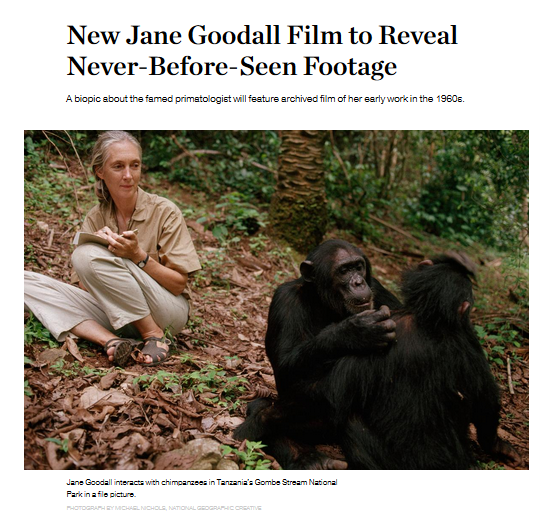 New Jane Goodall Film to Reveal
Never-Before-Seen Footage
A biopic about the famed primatologist will feature archived film of her early work in the 1960s.
Jane Goodall interacts with chimpanzees in Tanzania's Gombe Stream National
Park in a file picture.
PHOTOGRAPH BY MICHAEL NICHOLS, NATIONAL GEOGRAPHIC CREATIVE